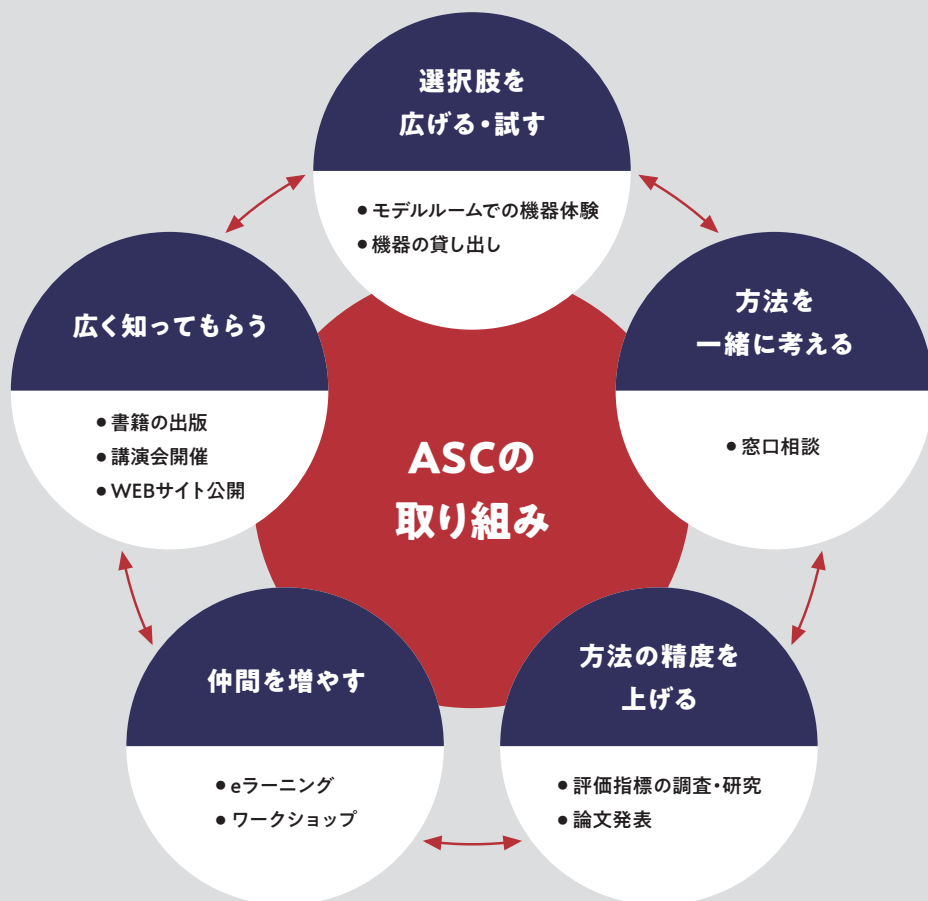 選択肢を
広げる・試す
● モデルルームでの機器体験
● 機器の貸し出し
広く知ってもらう
● 書籍の出版
● 講演会開催
● WEBサイト公開
方法を
一緒に考える
● 窓口相談
ASCの
取り組み
仲間を増やす
● eラーニング
● ワークショップ
方法の精度を
上げる
● 評価指標の調査・研究
● 論文発表